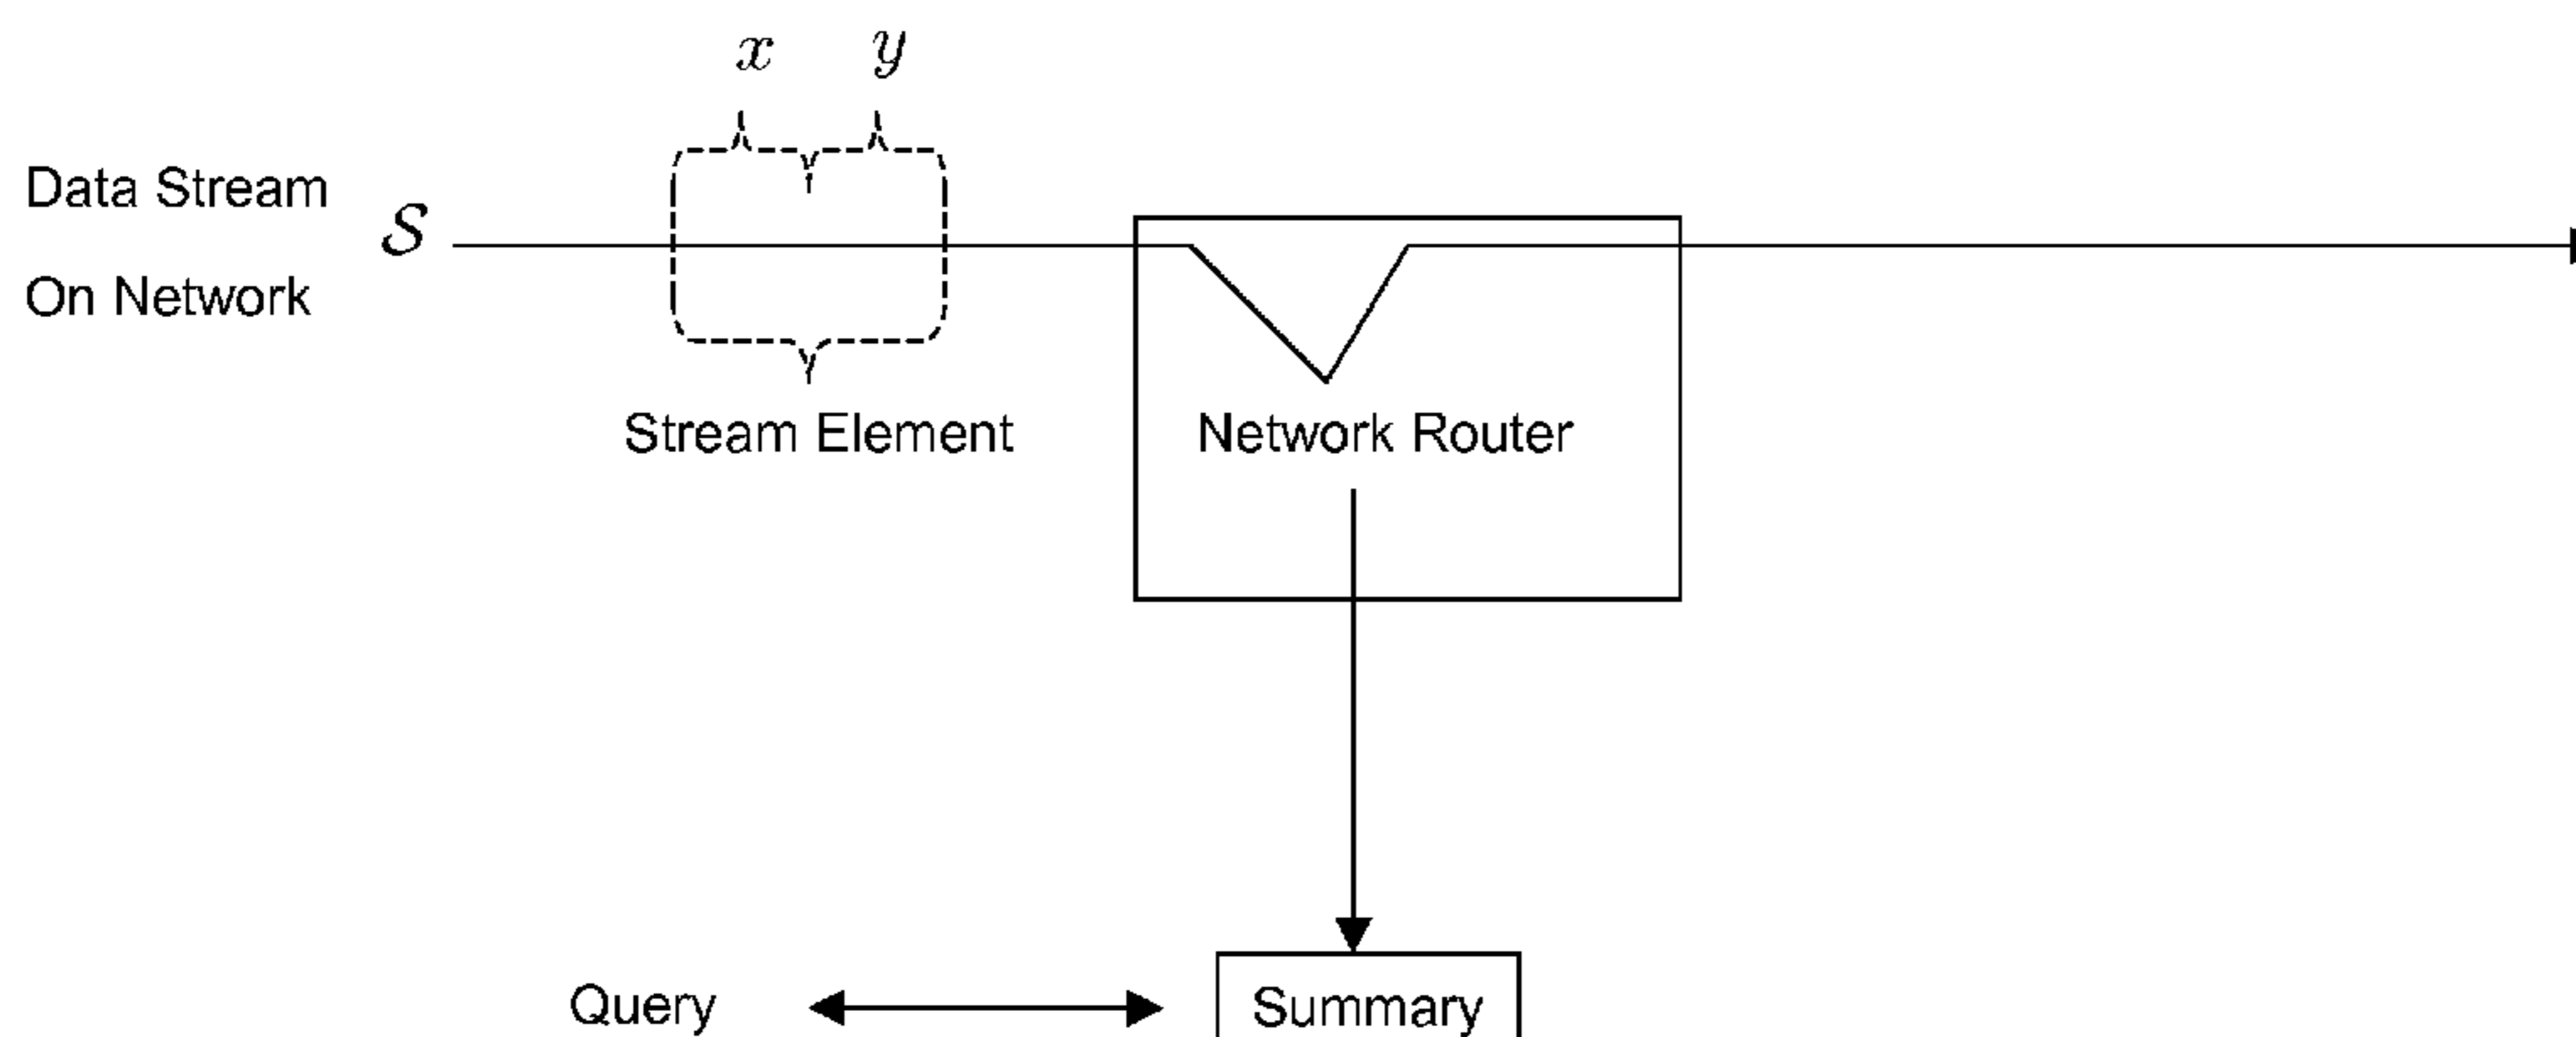 x y
Data Stream
𝒮
On Network
Stream Element
Network Router
Query
Summary